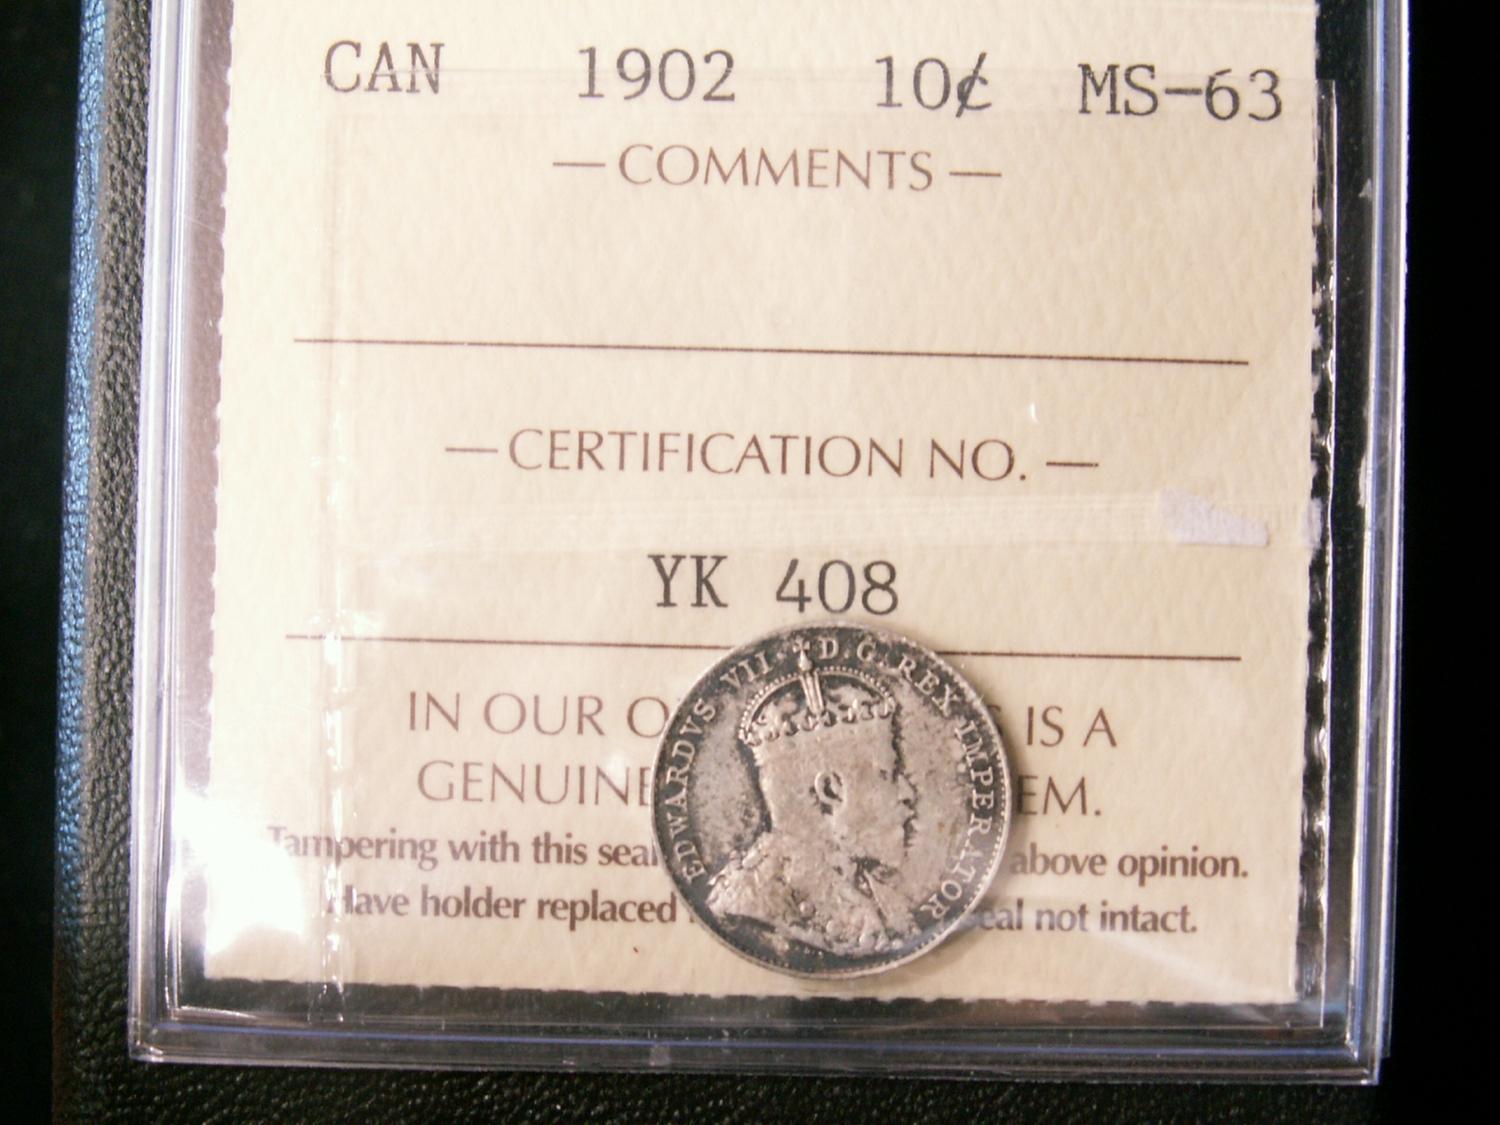 CAN 1902 10¢ MS-63
— COMMENTS —
— CERTIFICATION NO. —
YK 408
IN OUR IS A
GENUINE
Tampering with this seal above opinion.
Have holder replaced seal not intact.
EDWARDVS VII D.G. REX IMPERATOR